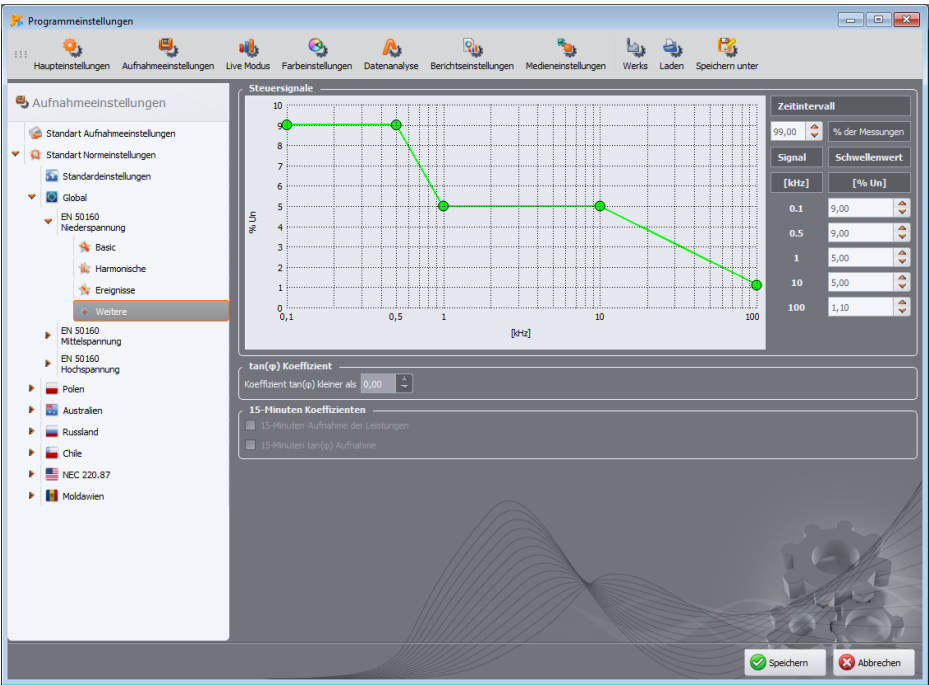 Programmeinstellungen
Haupteinstellungen Aufnahmeeinstellungen Live Modus Farbeinstellungen Datenanalyse Berichtseinstellungen Medieneinstellungen Werks Laden Speichern unter
Aufnahmeeinstellungen
Standart Aufnahmeeinstellungen
Standart Normeinstellungen
Standardeinstellungen
Global
EN 50160
Niederspannung
Basic
Harmonische
Ereignisse
Weitere
EN 50160
Mittelspannung
EN 50160
Hochspannung
Polen
Australien
Russland
Chile
NEC 220.87
Moldawien
Steuersignale
% Un
10
9
8
7
6
5
4
3
2
1
0
0,1 0,5 1 10 100
[kHz]
Zeitintervall
99,00 % der Messungen
Signal Schwellenwert
[kHz] [% Un]
0.1 9,00
0.5 9,00
1 5,00
10 5,00
100 1,10
tan(φ) Koeffizient
Koeffizient tan(φ) kleiner als 0,00
15-Minuten Koeffizienten
15-Minuten-Aufnahme der Leistungen
15-Minuten tan(φ) Aufnahme
Speichern Abbrechen